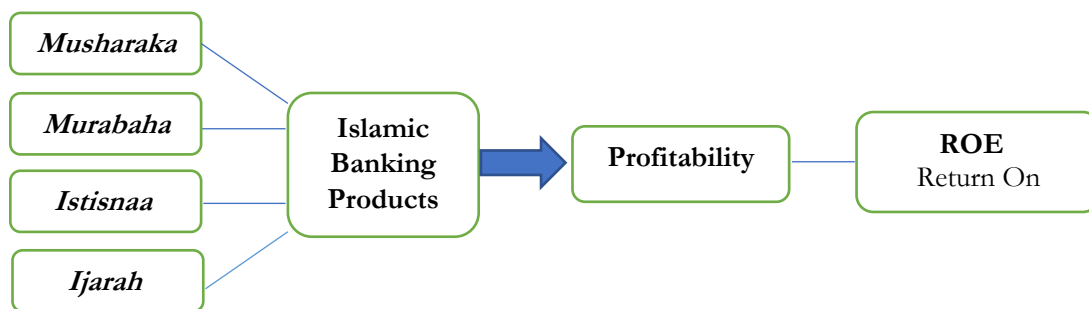 Musharaka
Murabaha
Istisnaa
Ijarah
Islamic
Banking
Products
Profitability
ROE
Return On